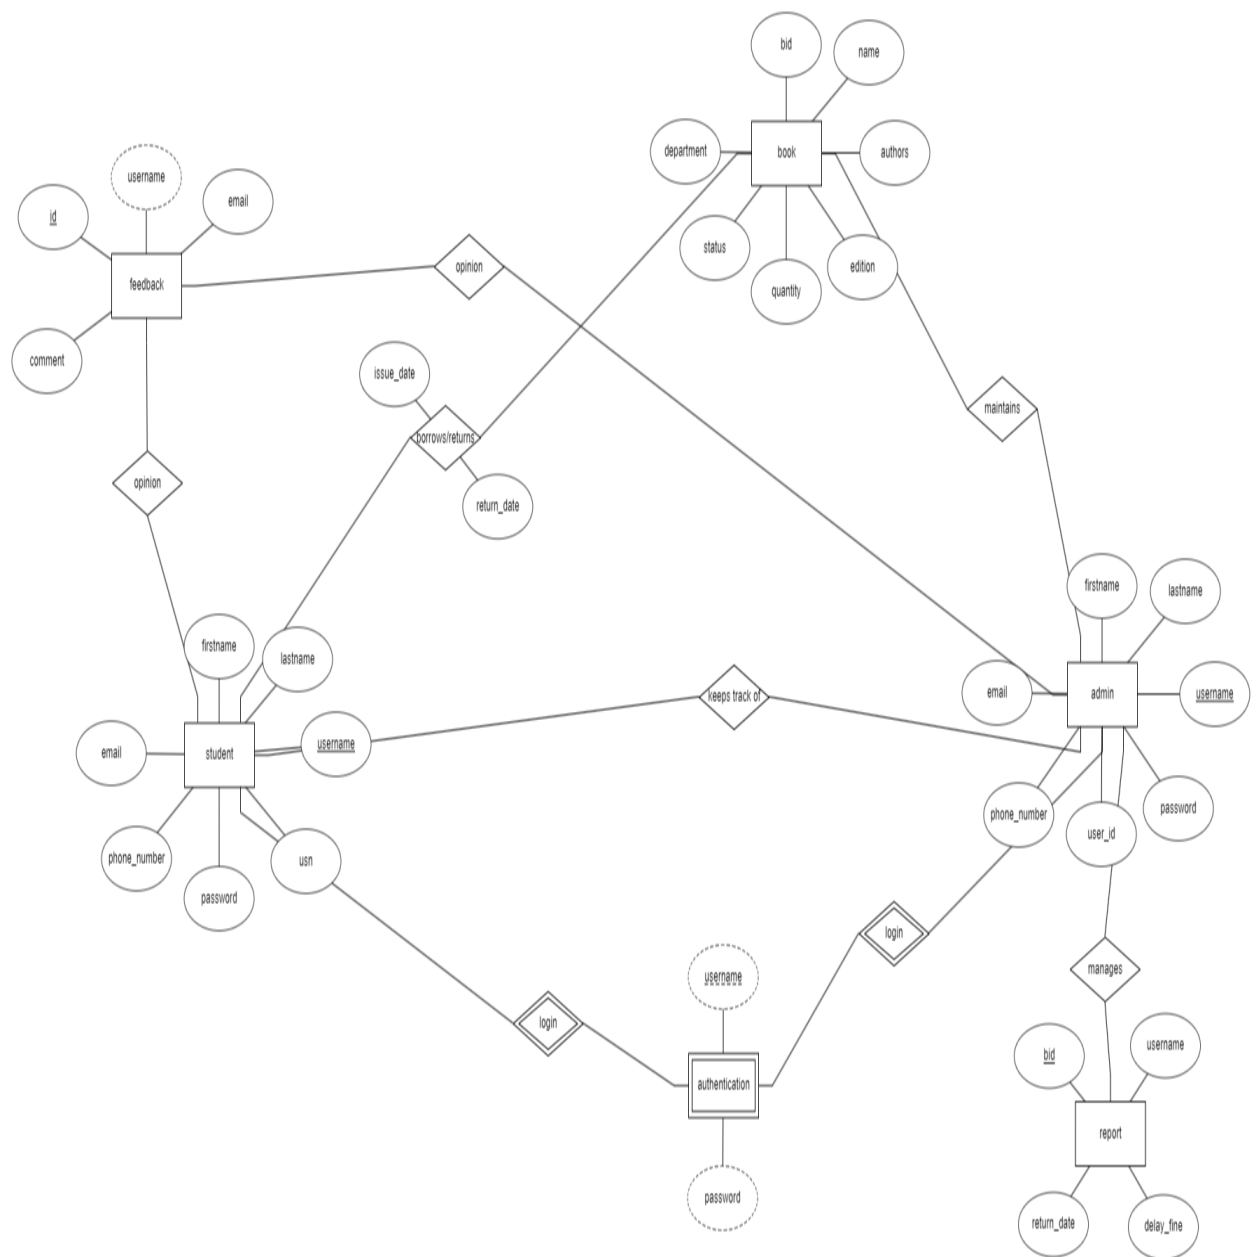 bid
name
department
book
authors
status
edition
quantity
username
id
email
feedback
comment
opinion
issue_date
borrows/returns
return_date
maintains
opinion
firstname
lastname
email
student
username
phone_number
password
usn
keeps track of
firstname
lastname
email
admin
username
phone_number
user_id
password
login
login
username
authentication
password
manages
bid
username
report
return_date
delay_fine